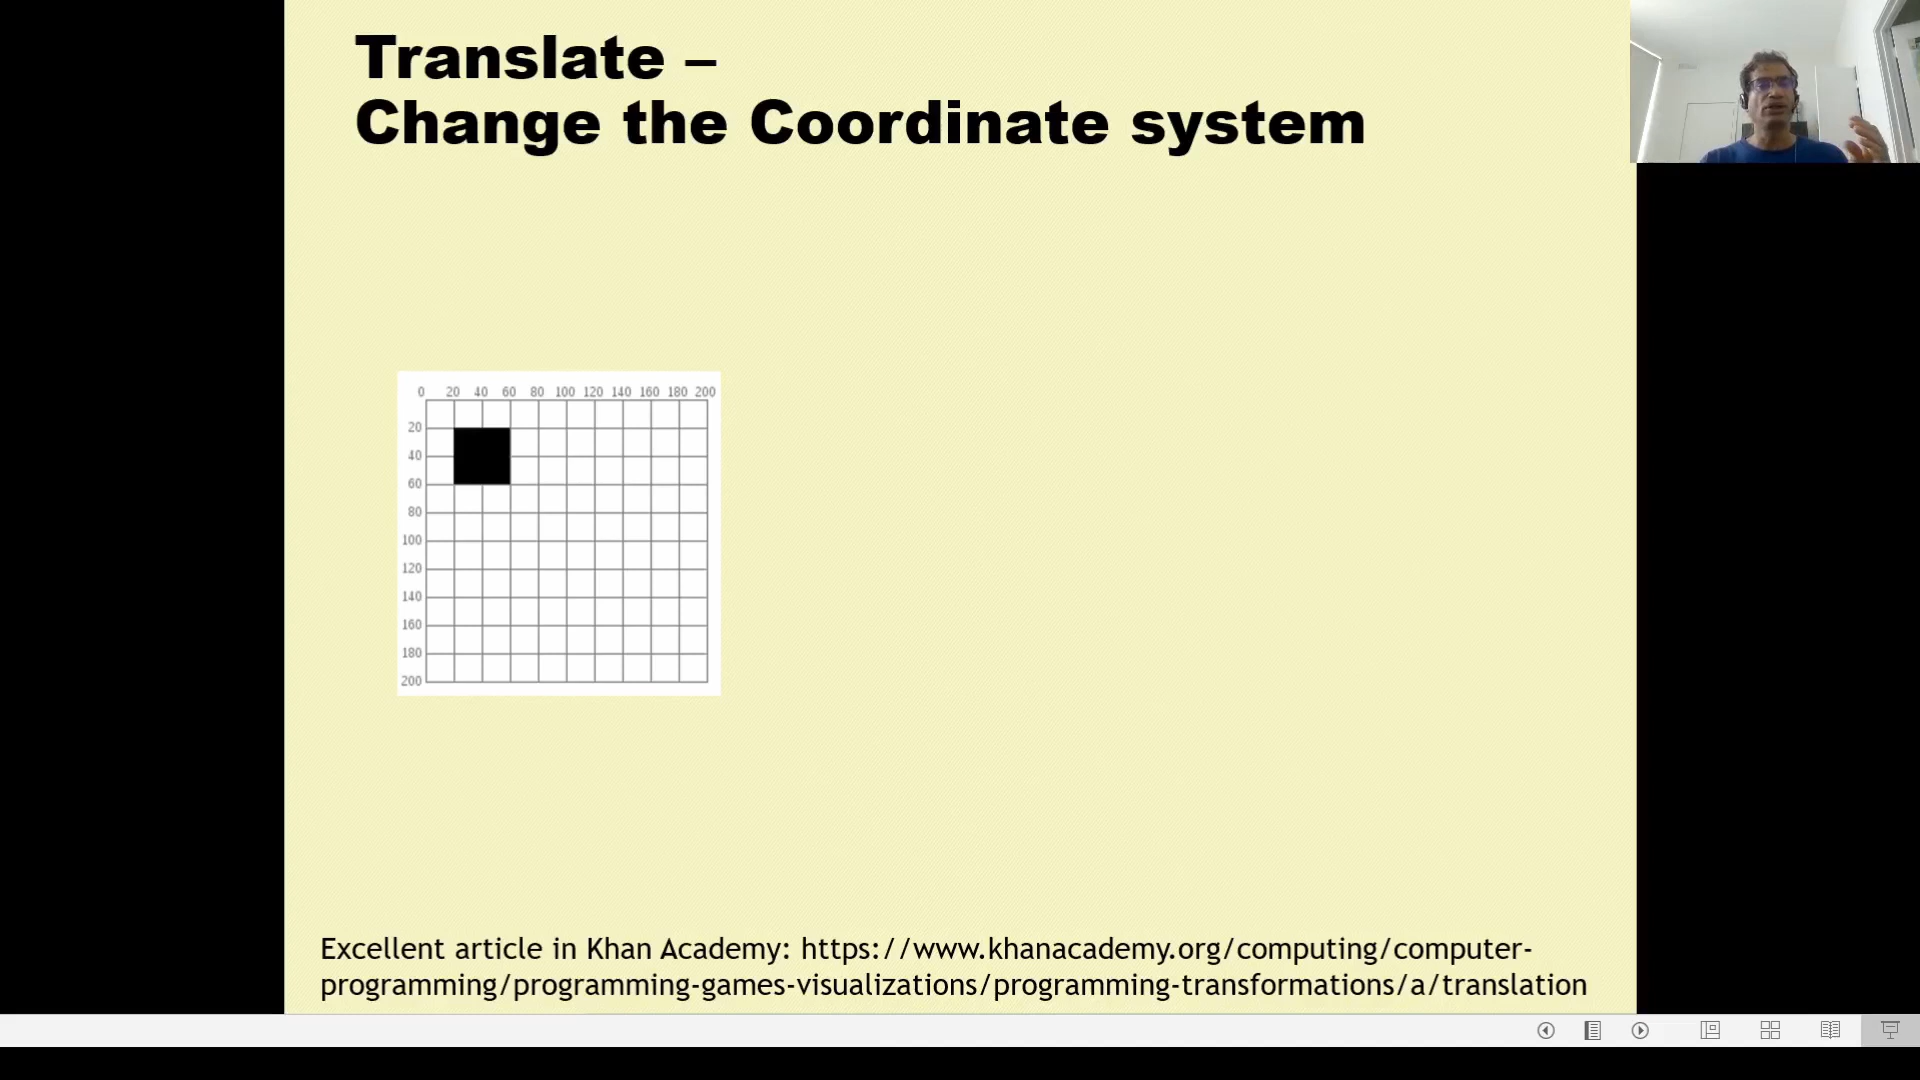 Translate –
Change the Coordinate system
0 20 40 60 80 100 120 140 160 180 200
20
40
60
80
100
120
140
160
180
200
Excellent article in Khan Academy: https://www.khanacademy.org/computing/computer-
programming/programming-games-visualizations/programming-transformations/a/translation